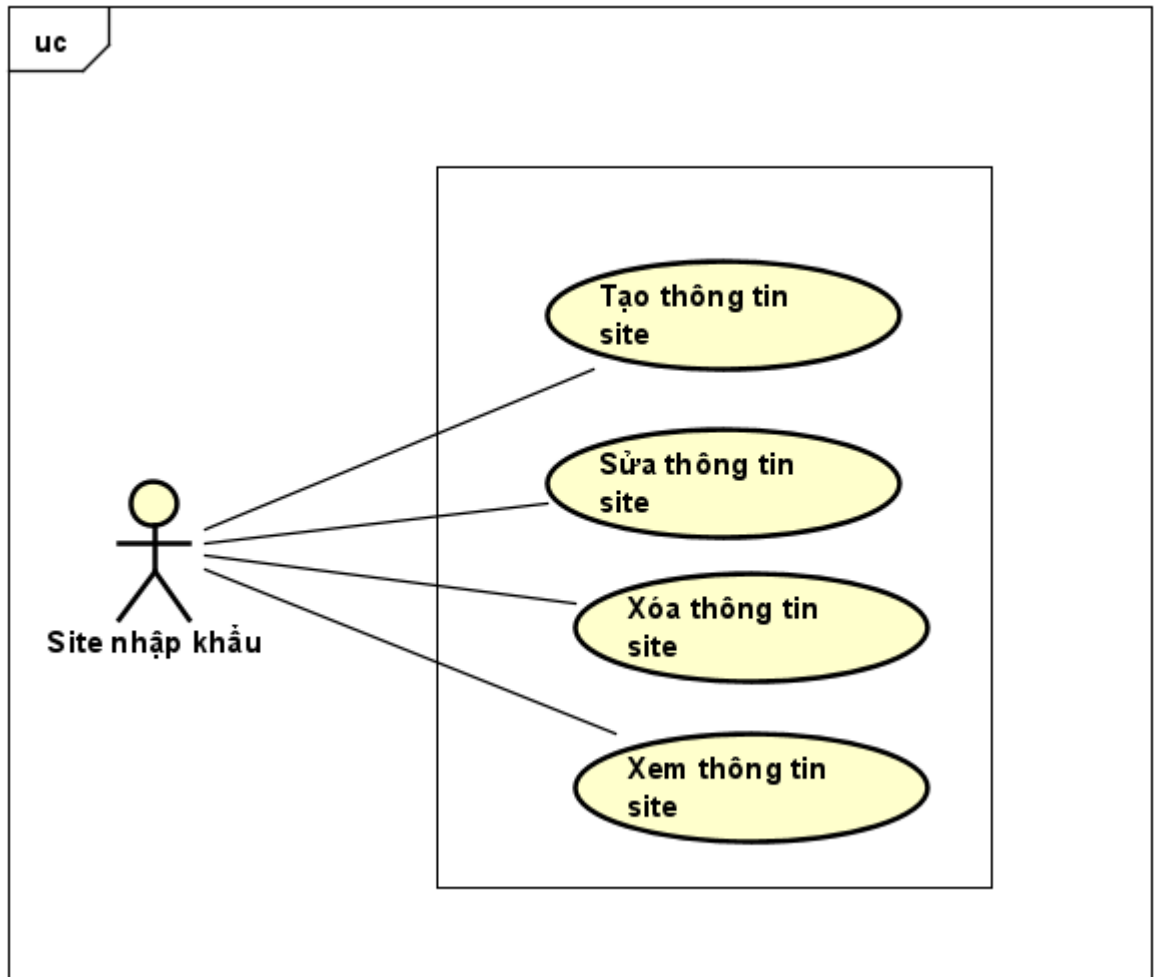 uc
Tạo thông tin
site
Sửa thông tin
site
Site nhập khẩu
Xóa thông tin
site
Xem thông tin
site